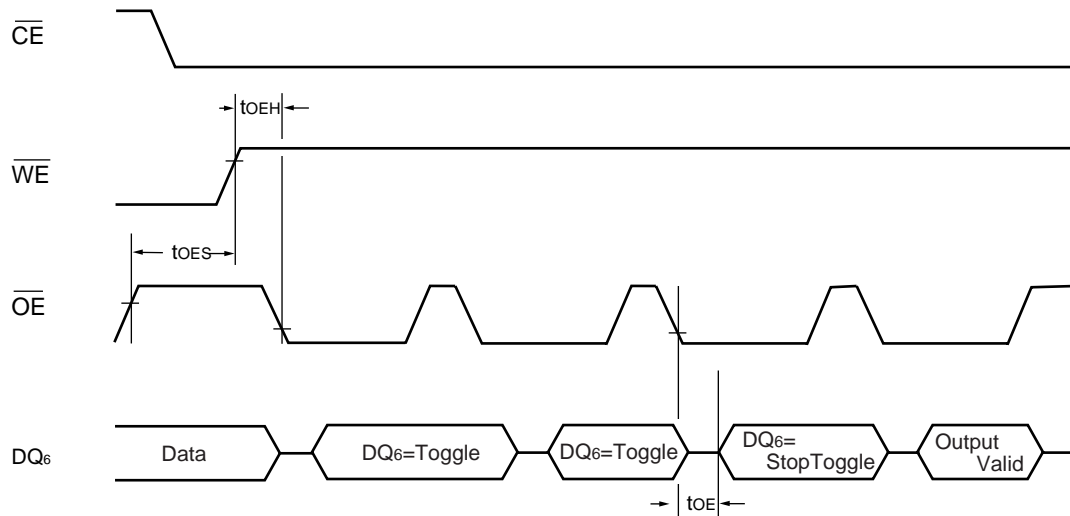 CE
tOEH
WE
tOES
OE
DQ6
Data
DQ6=Toggle
DQ6=Toggle
DQ6=
StopToggle
Output
Valid
tOE